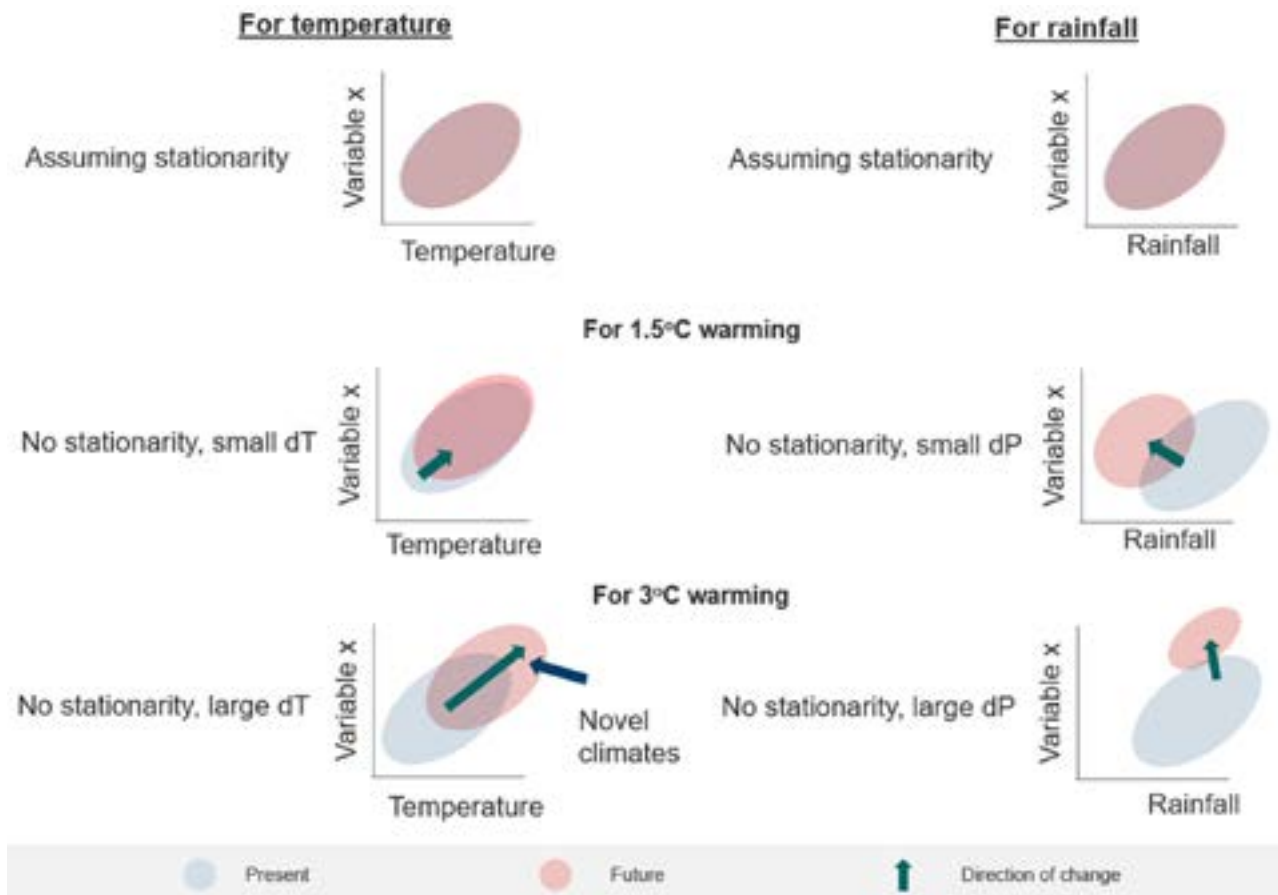 For temperature
For rainfall
Variable x
Assuming stationarity
Temperature
Variable x
Assuming stationarity
Rainfall
For 1.5°C warming
Variable x
No stationarity, small dT
Temperature
Variable x
No stationarity, small dP
Rainfall
For 3°C warming
Variable x
No stationarity, large dT
Novel
climates
Temperature
Variable x
No stationarity, large dP
Rainfall
Present
Future
Direction of change